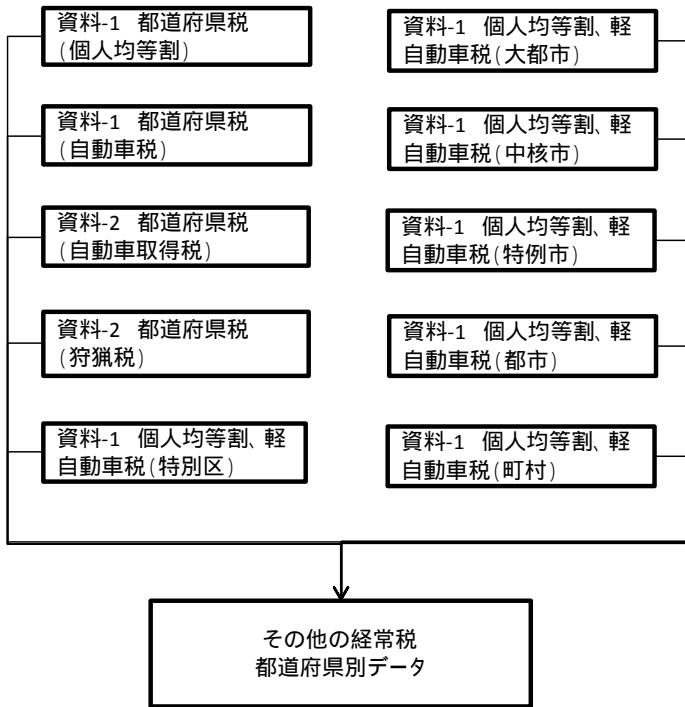 資料-1 都道府県税
(個人均等割)
資料-1 都道府県税
(自動車税)
資料-2 都道府県税
(自動車取得税)
資料-2 都道府県税
(狩猟税)
資料-1 個人均等割、軽
自動車税(特別区)
資料-1 個人均等割、軽
自動車税(大都市)
資料-1 個人均等割、軽
自動車税(中核市)
資料-1 個人均等割、軽
自動車税(特例市)
資料-1 個人均等割、軽
自動車税(都市)
資料-1 個人均等割、軽
自動車税(町村)
その他の経常税
都道府県別データ